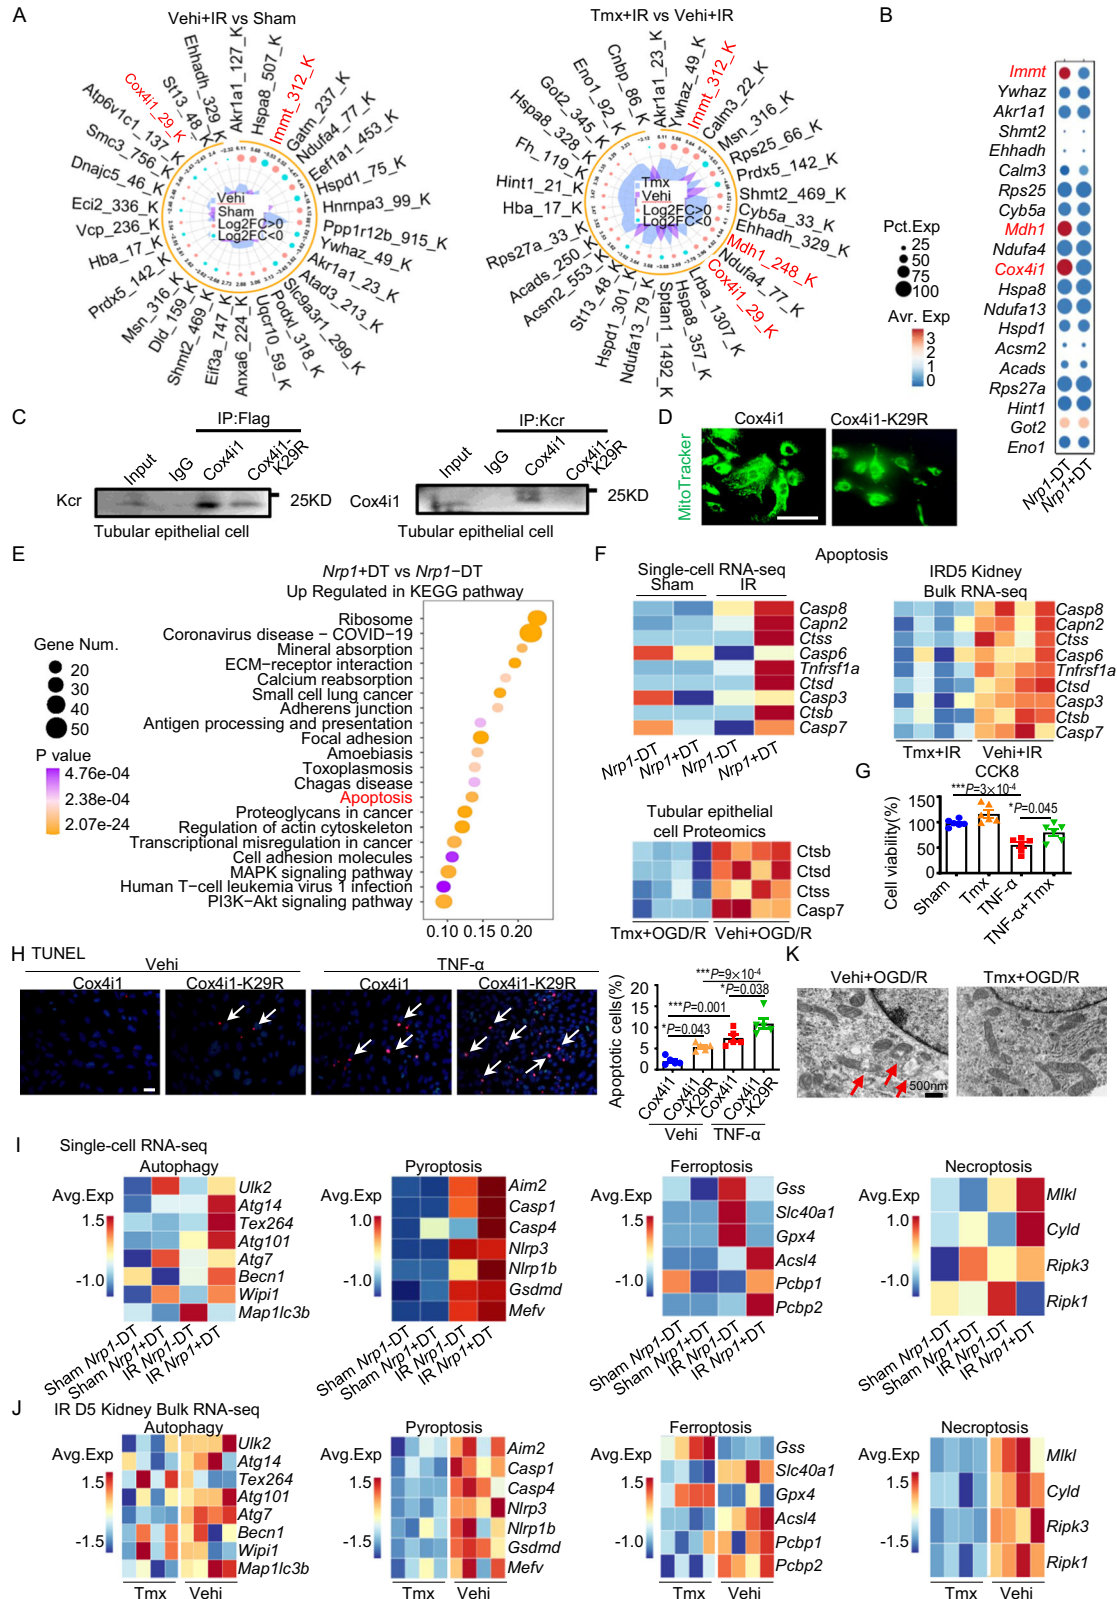 A
Vehi+IR vs Sham
Akr1a1_127_K
Hspa8_507_K
Immt_312_K
Gatm_237_K
Ndufa4_77_K
Eef1a1_453_K
Hspd1_75_K
Hnrnpa3_99_K
Ppp1r12b_915_K
Ywhaz_49_K
Akr1a1_23_K
Atad3_213_K
Slc9a3r1_299_K
Podxl_318_K
Uqcr10_59_K
Anxa6_224_K
Eif3a_747_K
Shmt2_469_K
Dld_159_K
Msn_316_K
Prdx5_142_K
Hba_17_K
Vcp_236_K
Eci2_336_K
Dnajc5_46_K
Smc3_756_K
Atp6v1c1_137_K
Cox4i1_29_K
St13_48_K
Ehhadh_329_K
Vehi
Sham
Log2FC>0
Log2FC<0
Tmx+IR vs Vehi+IR
Akr1a1_23_K
Ywhaz_49_K
Immt_312_K
Calm3_22_K
Msn_316_K
Rps25_66_K
Prdx5_142_K
Shmt2_469_K
Cyb5a_33_K
Ehhadh_329_K
Mdh1_248_K
Ndufa4_77_K
Cox4i1_29_K
Lrba_1307_K
Hspa8_357_K
Sptan1_1492_K
Ndufa13_79_K
Hspd1_301_K
St13_48_K
Acsm2_553_K
Acads_250_K
Rps27a_33_K
Hba_17_K
Hint1_21_K
Fh_119_K
Hspa8_328_K
Got2_345_K
Eno1_92_K
Cnbp_86_K
Tmx
Vehi
Log2FC>0
Log2FC<0
B
Immt
Ywhaz
Akr1a1
Shmt2
Ehhadh
Calm3
Rps25
Cyb5a
Mdh1
Ndufa4
Cox4i1
Hspa8
Ndufa13
Hspd1
Acsm2
Acads
Rps27a
Hint1
Got2
Eno1
Nrp1-DT
Nrp1+DT
Pct.Exp
25
50
75
100
Avr. Exp
3
2
1
0
C
IP:Flag
Input
IgG
Cox4i1
Cox4i1-K29R
Kcr
25KD
Tubular epithelial cell
IP:Kcr
Input
IgG
Cox4i1
Cox4i1-K29R
Cox4i1
25KD
Tubular epithelial cell
D
Cox4i1
Cox4i1-K29R
MitoTracker
E
Nrp1+DT vs Nrp1−DT
Up Regulated in KEGG pathway
Ribosome
Coronavirus disease − COVID−19
Mineral absorption
ECM−receptor interaction
Calcium reabsorption
Small cell lung cancer
Adherens junction
Antigen processing and presentation
Focal adhesion
Amoebiasis
Toxoplasmosis
Chagas disease
Apoptosis
Proteoglycans in cancer
Regulation of actin cytoskeleton
Transcriptional misregulation in cancer
Cell adhesion molecules
MAPK signaling pathway
Human T−cell leukemia virus 1 infection
PI3K−Akt signaling pathway
0.10 0.15 0.20
Gene Num.
20
30
40
50
P value
4.76e-04
2.38e-04
2.07e-24
F
Apoptosis
Single-cell RNA-seq
Sham IR
Casp8
Capn2
Ctss
Casp6
Tnfrsf1a
Ctsd
Casp3
Ctsb
Casp7
Nrp1-DT
Nrp1+DT
Nrp1-DT
Nrp1+DT
IRD5 Kidney
Bulk RNA-seq
Casp8
Capn2
Ctss
Casp6
Tnfrsf1a
Ctsd
Casp3
Ctsb
Casp7
Tmx+IR Vehi+IR
Tubular epithelial
cell Proteomics
Ctsb
Ctsd
Ctss
Casp7
Tmx+OGD/R Vehi+OGD/R
G
CCK8
***P=3×10-4
*P=0.045
Cell viability(%)
150
100
50
0
Sham
Tmx
TNF-α
TNF-α+Tmx
H
TUNEL
Vehi
TNF-α
Cox4i1
Cox4i1-K29R
Cox4i1
Cox4i1-K29R
***P=9×10-4
*P=0.038
***P=0.001
*P=0.043
Apoptotic cells(%)
20
15
10
5
0
Cox4i1
Cox4i1-K29R
Cox4i1
Cox4i1-K29R
Vehi
TNF-α
K
Vehi+OGD/R
Tmx+OGD/R
500nm
I
Single-cell RNA-seq
Autophagy
Avg.Exp
1.5
-1.0
Ulk2
Atg14
Tex264
Atg101
Atg7
Becn1
Wipi1
Map1lc3b
Sham Nrp1-DT
Sham Nrp1+DT
IR Nrp1-DT
IR Nrp1+DT
Pyroptosis
Avg.Exp
1.5
-1.0
Aim2
Casp1
Casp4
Nlrp3
Nlrp1b
Gsdmd
Mefv
Sham Nrp1-DT
Sham Nrp1+DT
IR Nrp1-DT
IR Nrp1+DT
Ferroptosis
Avg.Exp
1.5
-1.0
Gss
Slc40a1
Gpx4
Acsl4
Pcbp1
Pcbp2
Sham Nrp1-DT
Sham Nrp1+DT
IR Nrp1-DT
IR Nrp1+DT
Necroptosis
Avg.Exp
1.5
-1.0
Mlkl
Cyld
Ripk3
Ripk1
Sham Nrp1-DT
Sham Nrp1+DT
IR Nrp1-DT
IR Nrp1+DT
J
IR D5 Kidney Bulk RNA-seq
Autophagy
Avg.Exp
1.5
-1.5
Ulk2
Atg14
Tex264
Atg101
Atg7
Becn1
Wipi1
Map1lc3b
Tmx Vehi
Pyroptosis
Avg.Exp
1.5
-1.0
Aim2
Casp1
Casp4
Nlrp3
Nlrp1b
Gsdmd
Mefv
Tmx Vehi
Ferroptosis
Avg.Exp
1.5
-1.0
Gss
Slc40a1
Gpx4
Acsl4
Pcbp1
Pcbp2
Tmx Vehi
Necroptosis
Avg.Exp
1.5
-1.0
Mlkl
Cyld
Ripk3
Ripk1
Tmx Vehi